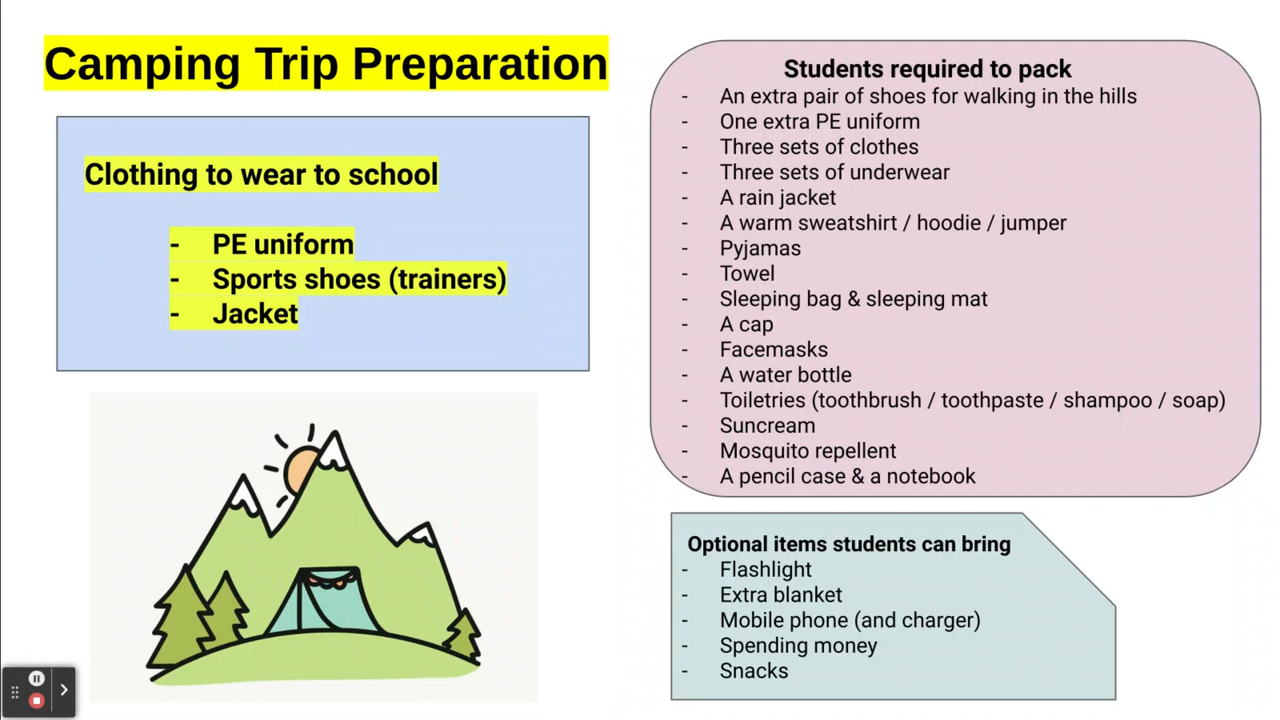 Camping Trip Preparation
Clothing to wear to school
- PE uniform
- Sports shoes (trainers)
- Jacket
Students required to pack
- An extra pair of shoes for walking in the hills
- One extra PE uniform
- Three sets of clothes
- Three sets of underwear
- A rain jacket
- A warm sweatshirt / hoodie / jumper
- Pyjamas
- Towel
- Sleeping bag & sleeping mat
- A cap
- Facemasks
- A water bottle
- Toiletries (toothbrush / toothpaste / shampoo / soap)
- Suncream
- Mosquito repellent
- A pencil case & a notebook
Optional items students can bring
- Flashlight
- Extra blanket
- Mobile phone (and charger)
- Spending money
- Snacks